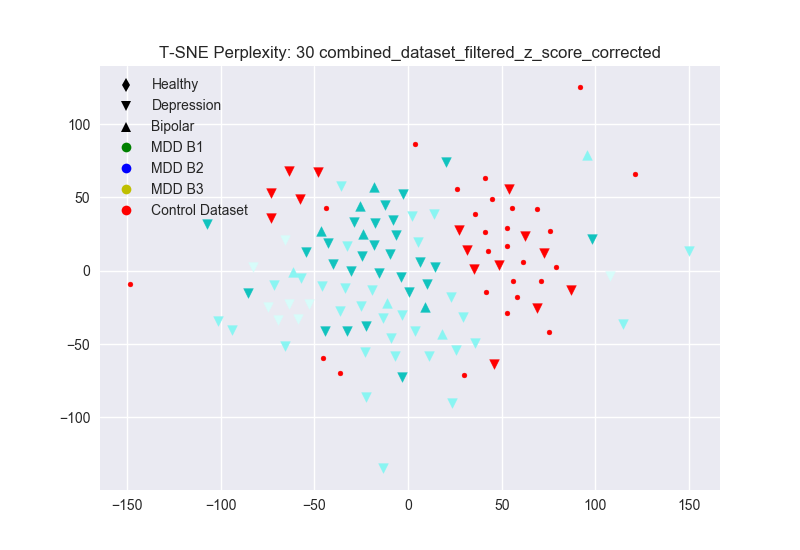 T-SNE Perplexity: 30 combined_dataset_filtered_z_score_corrected
Healthy
Depression
Bipolar
MDD B1
MDD B2
MDD B3
Control Dataset
100
50
0
−50
−100
−150 −100 −50 0 50 100 150